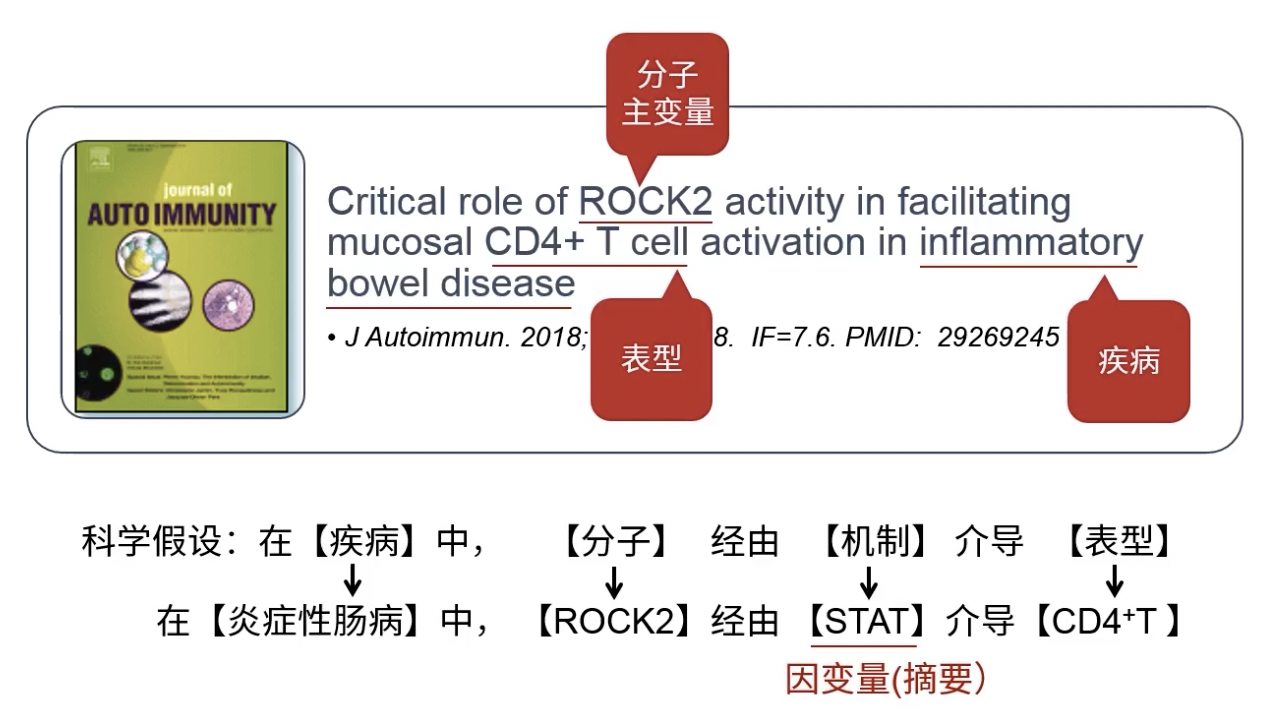 分子
主变量
journal of
AUTOIMMUNITY
Critical role of ROCK2 activity in facilitating
mucosal CD4+ T cell activation in inflammatory
bowel disease
• J Autoimmun. 2018; 8. IF=7.6. PMID: 29269245
表型
疾病
科学假设：在【疾病】中， 【分子】 经由 【机制】 介导 【表型】
在【炎症性肠病】中， 【ROCK2】 经由 【STAT】 介导【CD4⁺T 】
因变量(摘要）